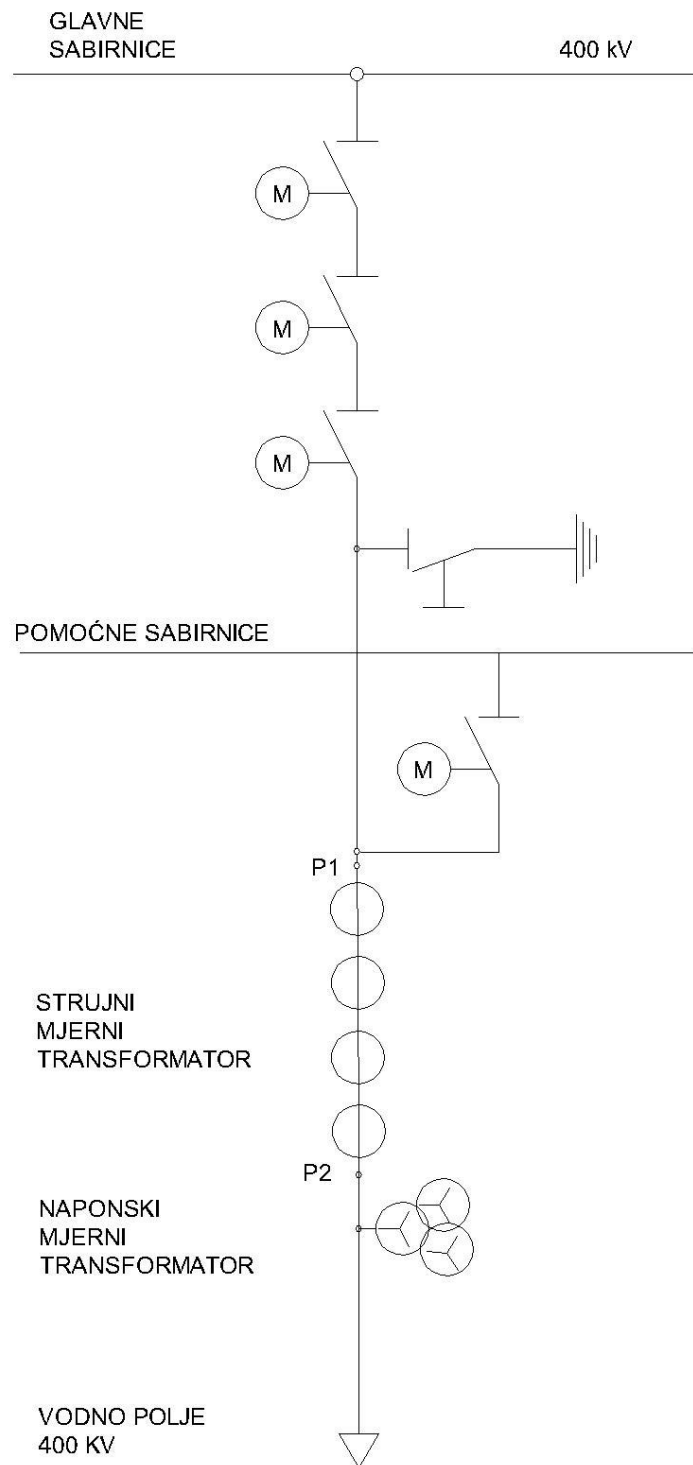 GLAVNE
SABIRNICE
400 kV
M
M
M
POMOĆNE SABIRNICE
M
P1
STRUJNI
MJERNI
TRANSFORMATOR
P2
NAPONSKI
MJERNI
TRANSFORMATOR
VODNO POLJE
400 KV